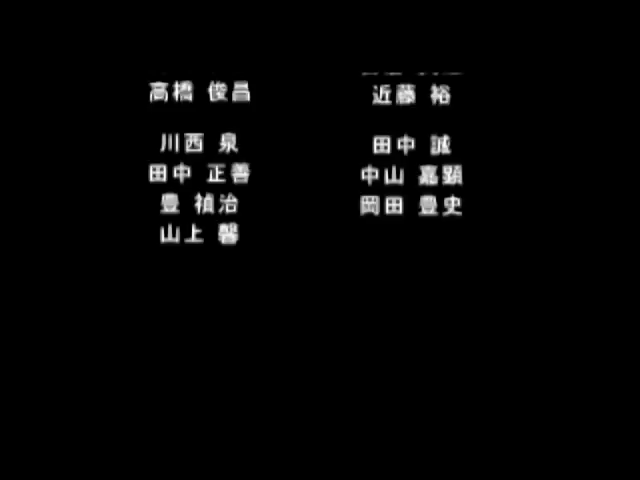 高橋 俊昌
近藤 裕
川西 泉
田中 誠
田中 正善
中山 嘉顕
豊 禎治
岡田 豊史
山上 馨